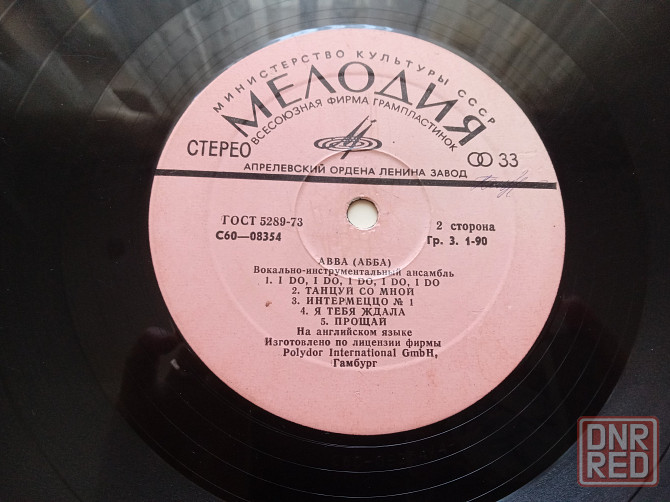 МИНИСТЕРСТВО КУЛЬТУРЫ СССР
МЕЛОДИЯ
ВСЕСОЮЗНАЯ ФИРМА ГРАМПЛАСТИНОК
СТЕРЕО
33
АПРЕЛЕВСКИЙ ОРДЕНА ЛЕНИНА ЗАВОД
ГОСТ 5289-73
2 сторона
С60—08354
Гр. 3. 1-90
ABBA (АББА)
Вокально-инструментальный ансамбль
1. I DO, I DO, I DO, I DO, I DO
2. ТАНЦУЙ СО МНОЙ
3. ИНТЕРМЕЦЦО № 1
4. Я ТЕБЯ ЖДАЛА
5. ПРОЩАЙ
На английском языке
Изготовлено по лицензии фирмы
Polydor International GmbH,
Гамбург
DNR
RED